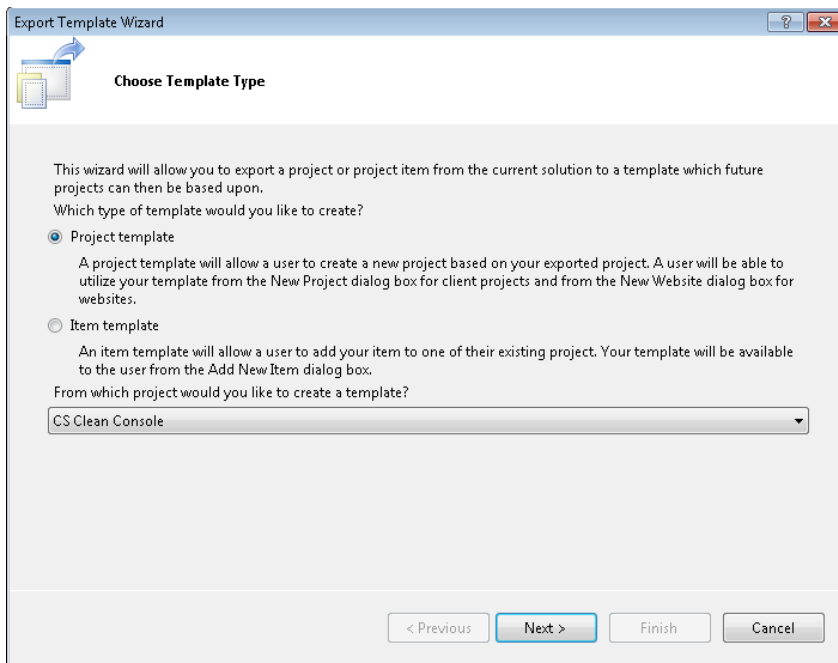 Export Template Wizard
Choose Template Type
This wizard will allow you to export a project or project item from the current solution to a template which future
projects can then be based upon.
Which type of template would you like to create?
Project template
A project template will allow a user to create a new project based on your exported project. A user will be able to
utilize your template from the New Project dialog box for client projects and from the New Website dialog box for
websites.
Item template
An item template will allow a user to add your item to one of their existing project. Your template will be available
to the user from the Add New Item dialog box.
From which project would you like to create a template?
CS Clean Console
< Previous
Next >
Finish
Cancel